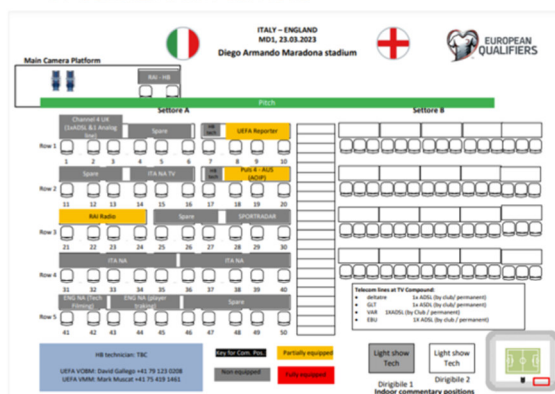 ITALY – ENGLAND
MD1, 23.03.2023
Diego Armando Maradona stadium
EUROPEAN
QUALIFIERS
Main Camera Platform
RAI - HB
Pitch
Settore A
Settore B
Channel 4 UK
(1xADSL &1 Analog
line)
Spare
HB
tech
UEFA Reporter
Row 1
1 2 3 4 5 6 7 8 9 10
Spare
ITA NA TV
HB
tech
Puls 4 - AUS
Row 2
11 12 13 14 15 16 17 18 19 20
RAI Radio
Spare
SPORTRADAR
Row 3
21 22 23 24 25 26 27 28 29 30
ITA NA
ITA NA
Row 4
31 32 33 34 35 36 37 38 39 40
ENG NA (Tech
Filming)
ENG NA (player
traking)
Spare
Row 5
41 42 43 44 45 46 47 48 49 50
Telecom lines at TV Compound:
deltatre 1x ADSL (by club/ permanent)
GLT 1x ASDL (by club/ permanent)
VAR 1XADSL (by Club / permanent)
EBU 1X ADSL (by club/ permanent)
HB technician: TBC
UEFA VOBM: David Gallego +41 79 123 0208
UEFA VMM: Mark Muscat +41 75 419 1461
Key for Com. Pos.:
Partially equipped
Non equipped
Fully equipped
Light show
Tech
Light show
Tech
Dirigibile 1
Dirigibile 2
Indoor commentary positions